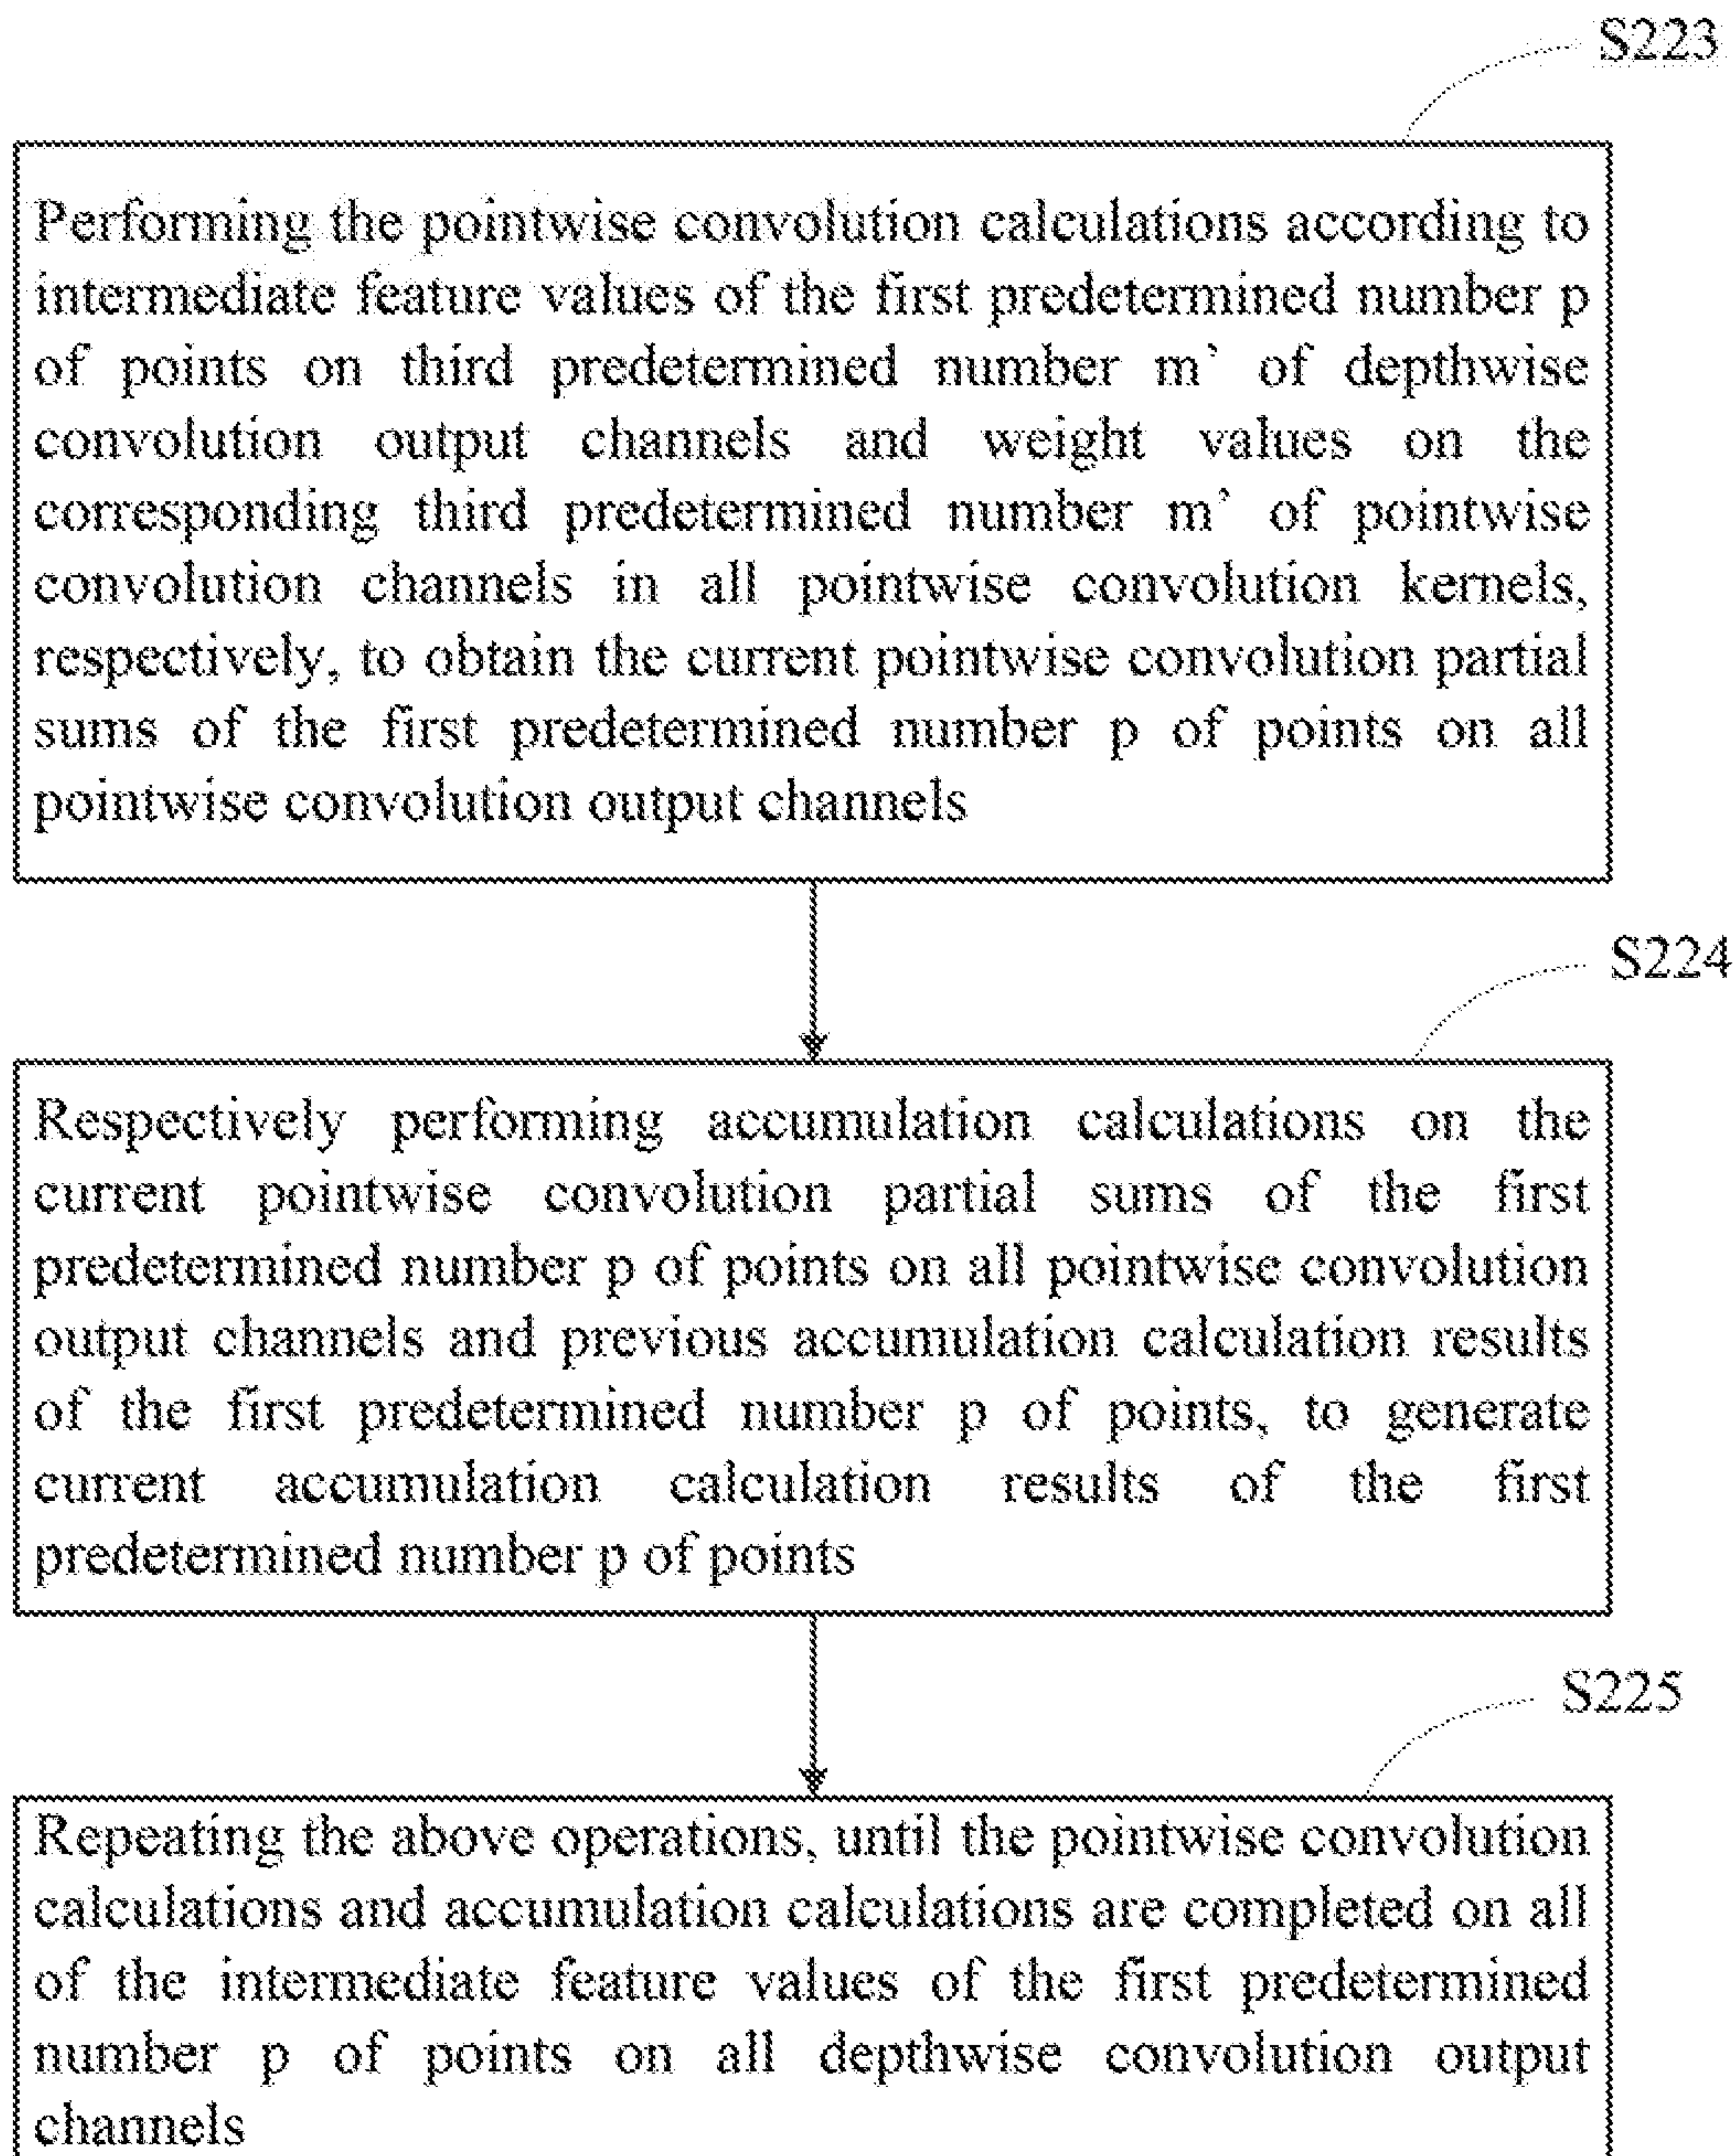 S223
Performing the pointwise convolution calculations according to
intermediate feature values of the first predetermined number p
of points on third predetermined number m’ of depthwise
convolution output channels and weight values on the
corresponding third predetermined number m’ of pointwise
convolution channels in all pointwise convolution kernels,
respectively, to obtain the current pointwise convolution partial
sums of the first predetermined number p of points on all
pointwise convolution output channels
S224
Respectively performing accumulation calculations on the
current pointwise convolution partial sums of the first
predetermined number p of points on all pointwise convolution
output channels and previous accumulation calculation results
of the first predetermined number p of points, to generate
current accumulation calculation results of the first
predetermined number p of points
S225
Repeating the above operations, until the pointwise convolution
calculations and accumulation calculations are completed on all
of the intermediate feature values of the first predetermined
number p of points on all depthwise convolution output
channels